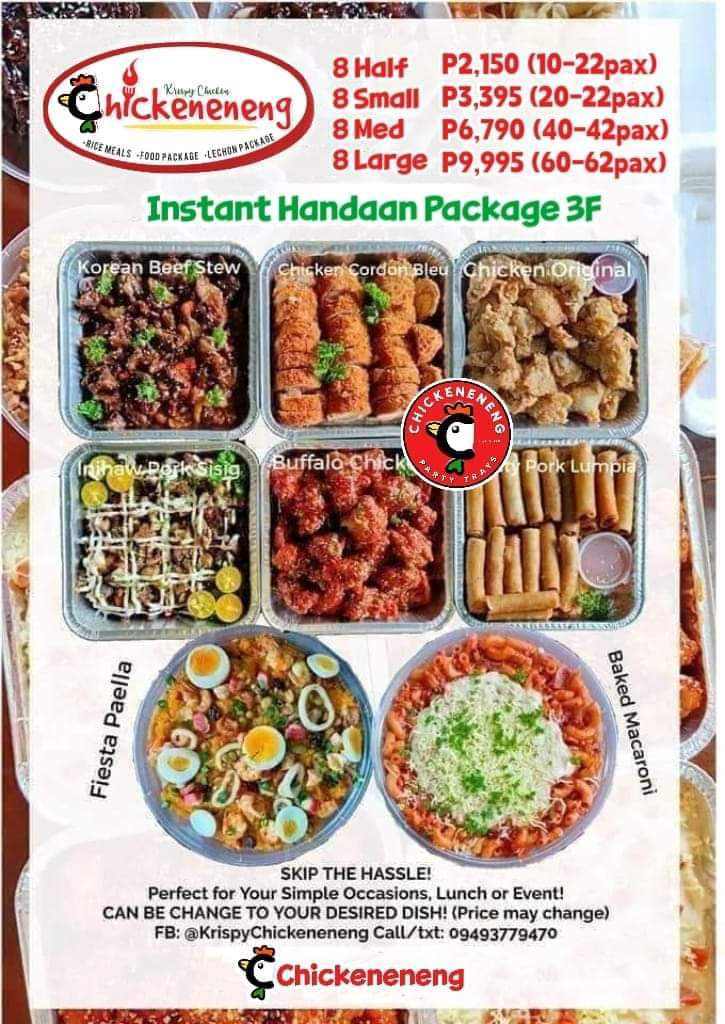 Krispy Chicken
Chickeneneng
•RICE MEALS •FOOD PACKAGE •LECHON PACKAGE
8 Half P2,150 (10-22pax)
8 Small P3,395 (20-22pax)
8 Med P6,790 (40-42pax)
8 Large P9,995 (60-62pax)
Instant Handaan Package 3F
Korean Beef Stew
Chicken Cordon Bleu
Chicken Original
CHICKENENENG
PARTY TRAYS
Inihaw Pork Sisig
Buffalo Chick
ty Pork Lumpia
Fiesta Paella
Baked Macaroni
SKIP THE HASSLE!
Perfect for Your Simple Occasions, Lunch or Event!
CAN BE CHANGE TO YOUR DESIRED DISH! (Price may change)
FB: @KrispyChickeneneng Call/txt: 09493779470
Chickeneneng